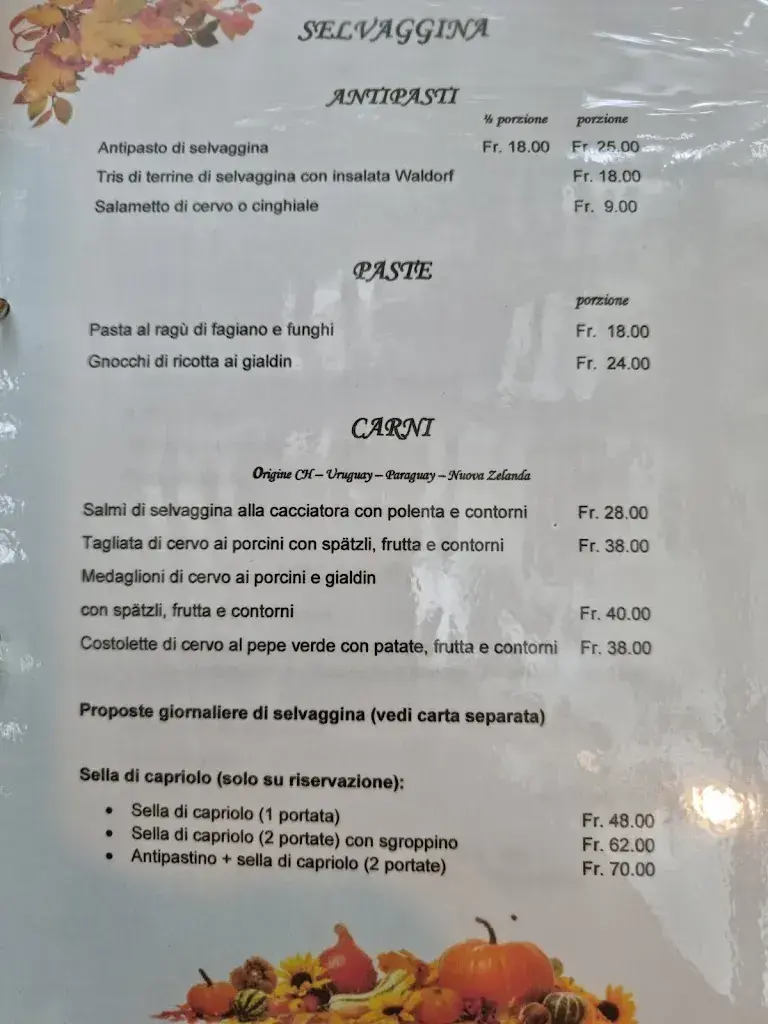 SELVAGGINA
ANTIPASTI
½ porzione porzione
Antipasto di selvaggina Fr. 18.00 Fr. 25.00
Tris di terrine di selvaggina con insalata Waldorf Fr. 18.00
Salametto di cervo o cinghiale Fr. 9.00
PASTE
porzione
Pasta al ragù di fagiano e funghi Fr. 18.00
Gnocchi di ricotta ai gialdin Fr. 24.00
CARNI
Origine CH – Uruguay – Paraguay – Nuova Zelanda
Salmì di selvaggina alla cacciatora con polenta e contorni Fr. 28.00
Tagliata di cervo ai porcini con spätzli, frutta e contorni Fr. 38.00
Medaglioni di cervo ai porcini e gialdin
con spätzli, frutta e contorni Fr. 40.00
Costolette di cervo al pepe verde con patate, frutta e contorni Fr. 38.00
Proposte giornaliere di selvaggina (vedi carta separata)
Sella di capriolo (solo su riservazione):
• Sella di capriolo (1 portata) Fr. 48.00
• Sella di capriolo (2 portate) con sgroppino Fr. 62.00
• Antipastino + sella di capriolo (2 portate) Fr. 70.00